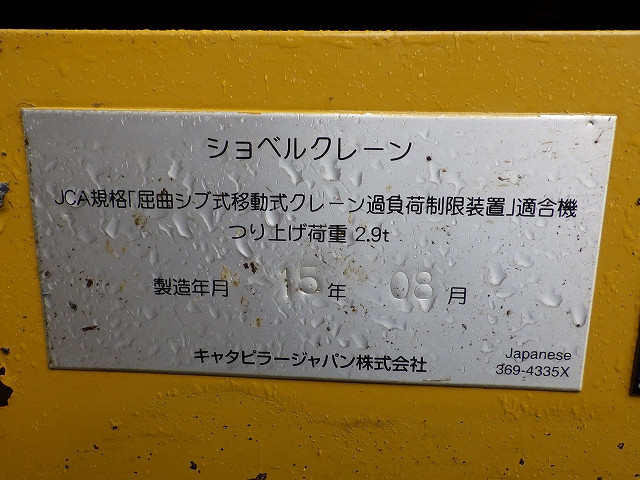 ショベルクレーン
JCA規格「屈曲ジブ式移動式クレーン過負荷制限装置」適合機
つり上げ荷重 2.9t
製造年月 15 年 08 月
キャタピラージャパン株式会社
Japanese
369-4335X